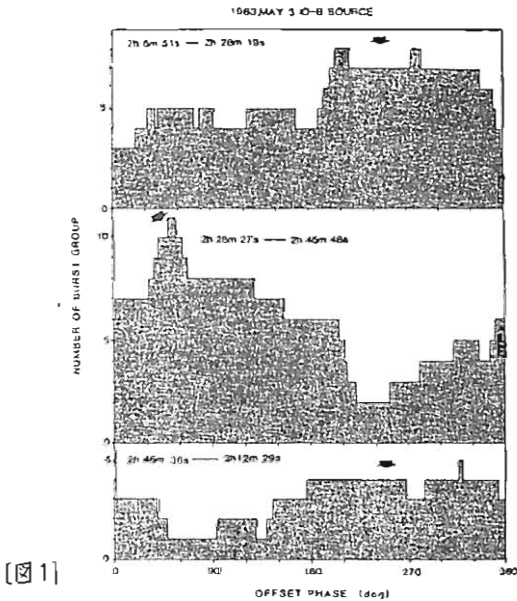 1983 MAY 3 IO-B SOURCE
2h 6m 51s — 2h 28m 19s
5
0
2h 28m 27s — 2h 45m 48s
10
5
0
2h 46m 36s — 3h 12m 29s
5
0
NUMBER OF BURST GROUP
0 90 180 270 360
OFFSET PHASE (deg)
[図1]